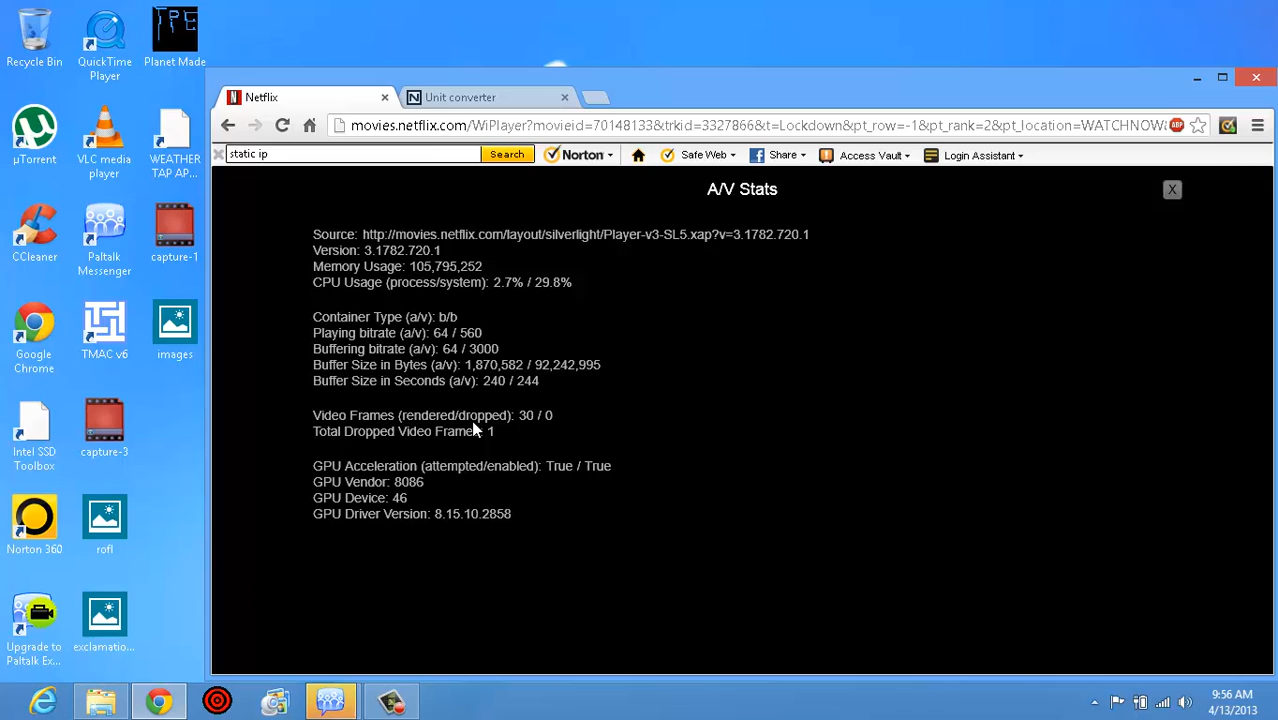 Recycle Bin
QuickTime Player
Planet Made
µTorrent
VLC media player
WEATHER TAP AP...
CCleaner
Paltalk Messenger
capture-1
Google Chrome
TMAC v6
images
Intel SSD Toolbox
capture-3
Norton 360
rofl
Upgrade to Paltalk Ex...
exclamatio...
Netflix
Unit converter
movies.netflix.com/WiPlayer?movieid=70148133&trkid=3327866&t=Lockdown&pt_row=-1&pt_rank=2&pt_location=WATCHNOW
ABP
static ip
Search
Norton
Safe Web
Share
Access Vault
Login Assistant
A/V Stats
X
Source: http://movies.netflix.com/layout/silverlight/Player-v3-SL5.xap?v=3.1782.720.1
Version: 3.1782.720.1
Memory Usage: 105,795,252
CPU Usage (process/system): 2.7% / 29.8%
Container Type (a/v): b/b
Playing bitrate (a/v): 64 / 560
Buffering bitrate (a/v): 64 / 3000
Buffer Size in Bytes (a/v): 1,870,582 / 92,242,995
Buffer Size in Seconds (a/v): 240 / 244
Video Frames (rendered/dropped): 30 / 0
Total Dropped Video Frames: 1
GPU Acceleration (attempted/enabled): True / True
GPU Vendor: 8086
GPU Device: 46
GPU Driver Version: 8.15.10.2858
9:56 AM
4/13/2013